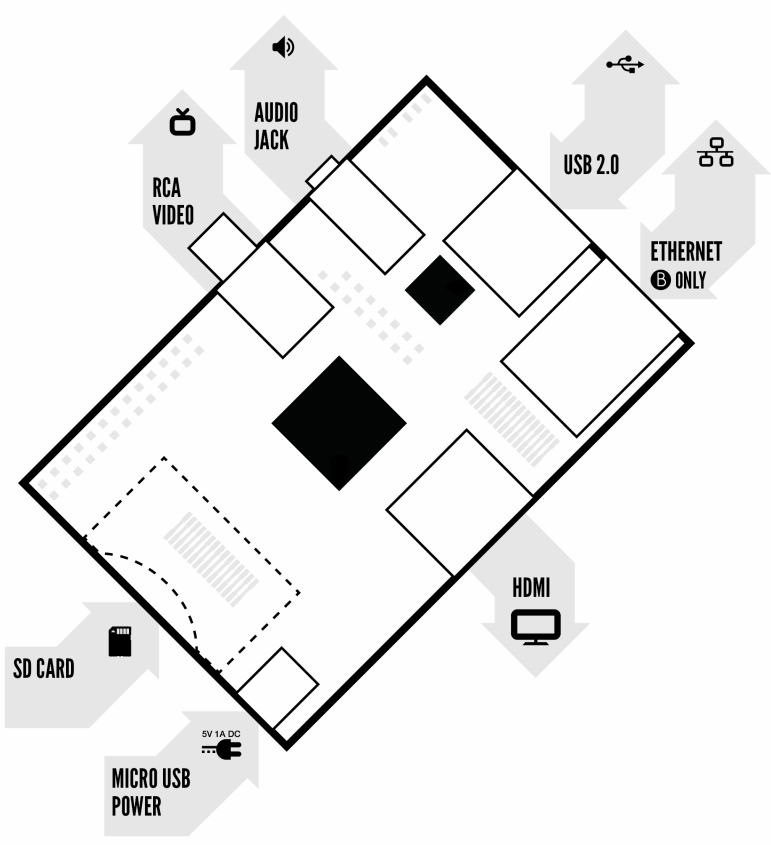 AUDIO
JACK
RCA
VIDEO
USB 2.0
ETHERNET
B ONLY
HDMI
SD CARD
5V 1A DC
MICRO USB
POWER